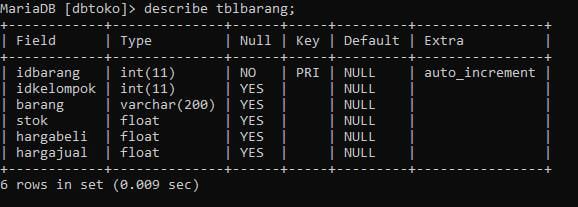 MariaDB [dbtoko]> describe tblbarang;
+------------+--------------+------+-----+---------+----------------+
| Field      | Type         | Null | Key | Default | Extra          |
+------------+--------------+------+-----+---------+----------------+
| idbarang   | int(11)      | NO   | PRI | NULL    | auto_increment |
| idkelompok | int(11)      | YES  |     | NULL    |                |
| barang     | varchar(200) | YES  |     | NULL    |                |
| stok       | float        | YES  |     | NULL    |                |
| hargabeli  | float        | YES  |     | NULL    |                |
| hargajual  | float        | YES  |     | NULL    |                |
+------------+--------------+------+-----+---------+----------------+
6 rows in set (0.009 sec)